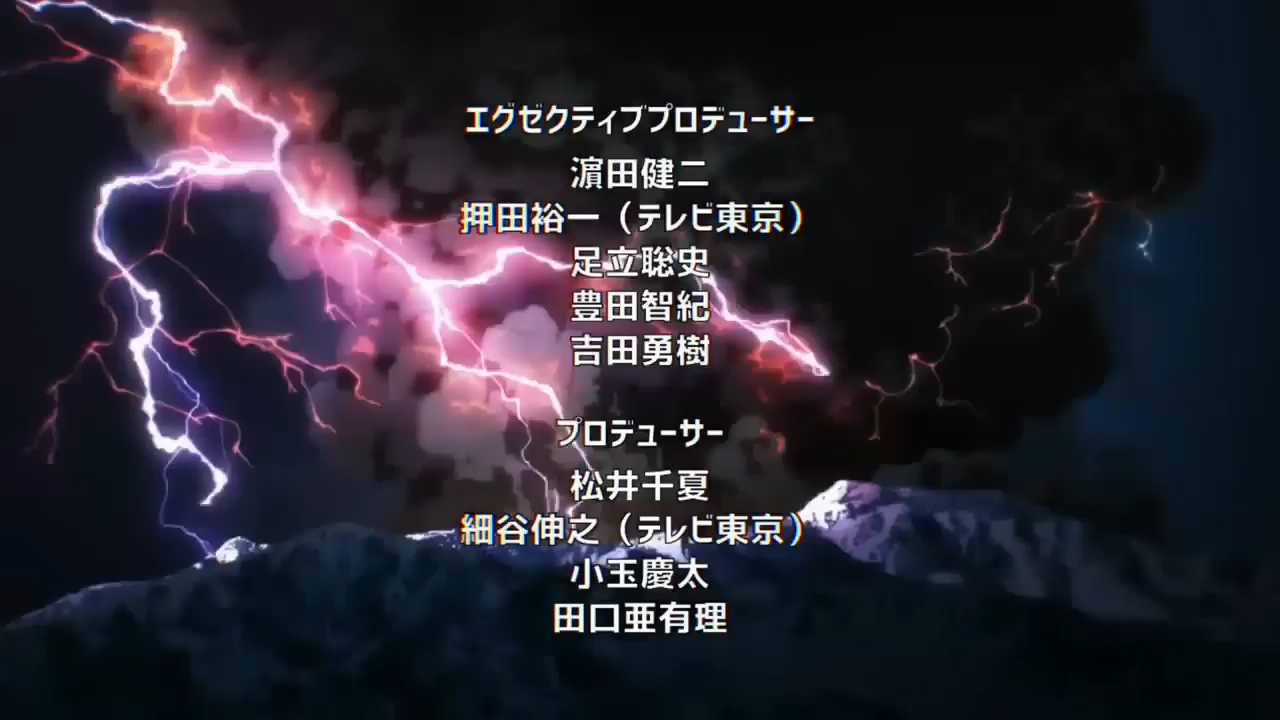 エグゼクティブプロデューサー
濵田健二
押田裕一（テレビ東京）
足立聡史
豊田智紀
吉田勇樹
プロデューサー
松井千夏
細谷伸之（テレビ東京）
小玉慶太
田口亜有理